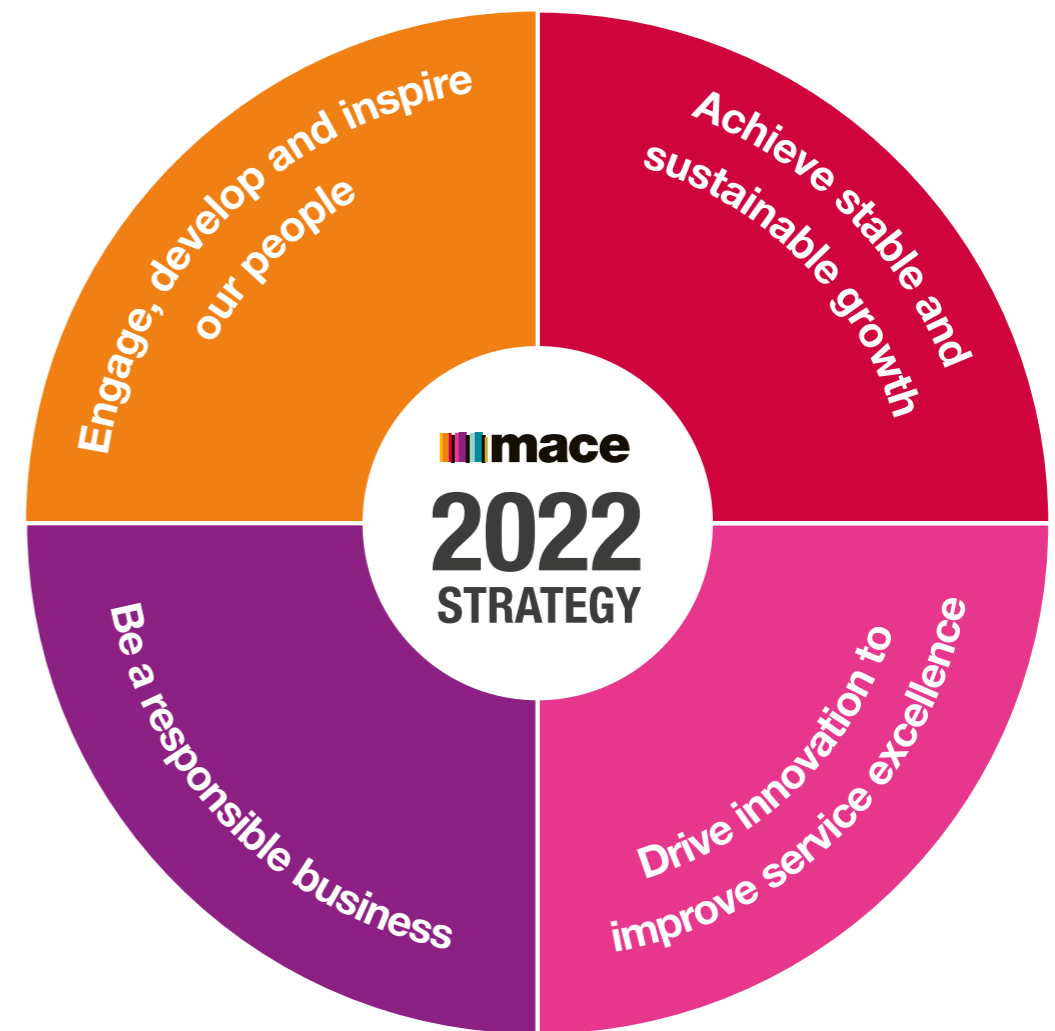 Engage, develop and inspire
our people
Achieve stable and
sustainable growth
mace
2022
STRATEGY
Be a responsible business
Drive innovation to
improve service excellence